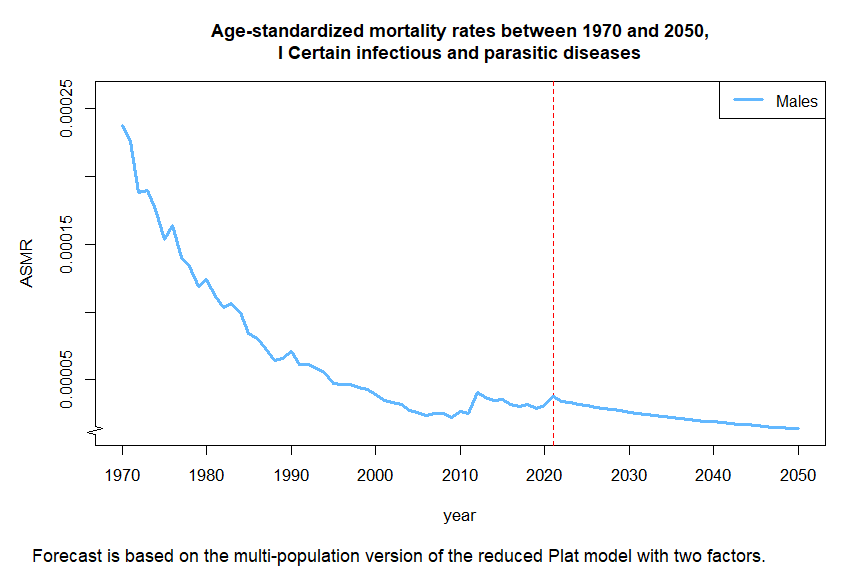 Age-standardized mortality rates between 1970 and 2050,
I Certain infectious and parasitic diseases
Males
0.00025
0.00015
0.00005
ASMR
1970 1980 1990 2000 2010 2020 2030 2040 2050
year
Forecast is based on the multi-population version of the reduced Plat model with two factors.